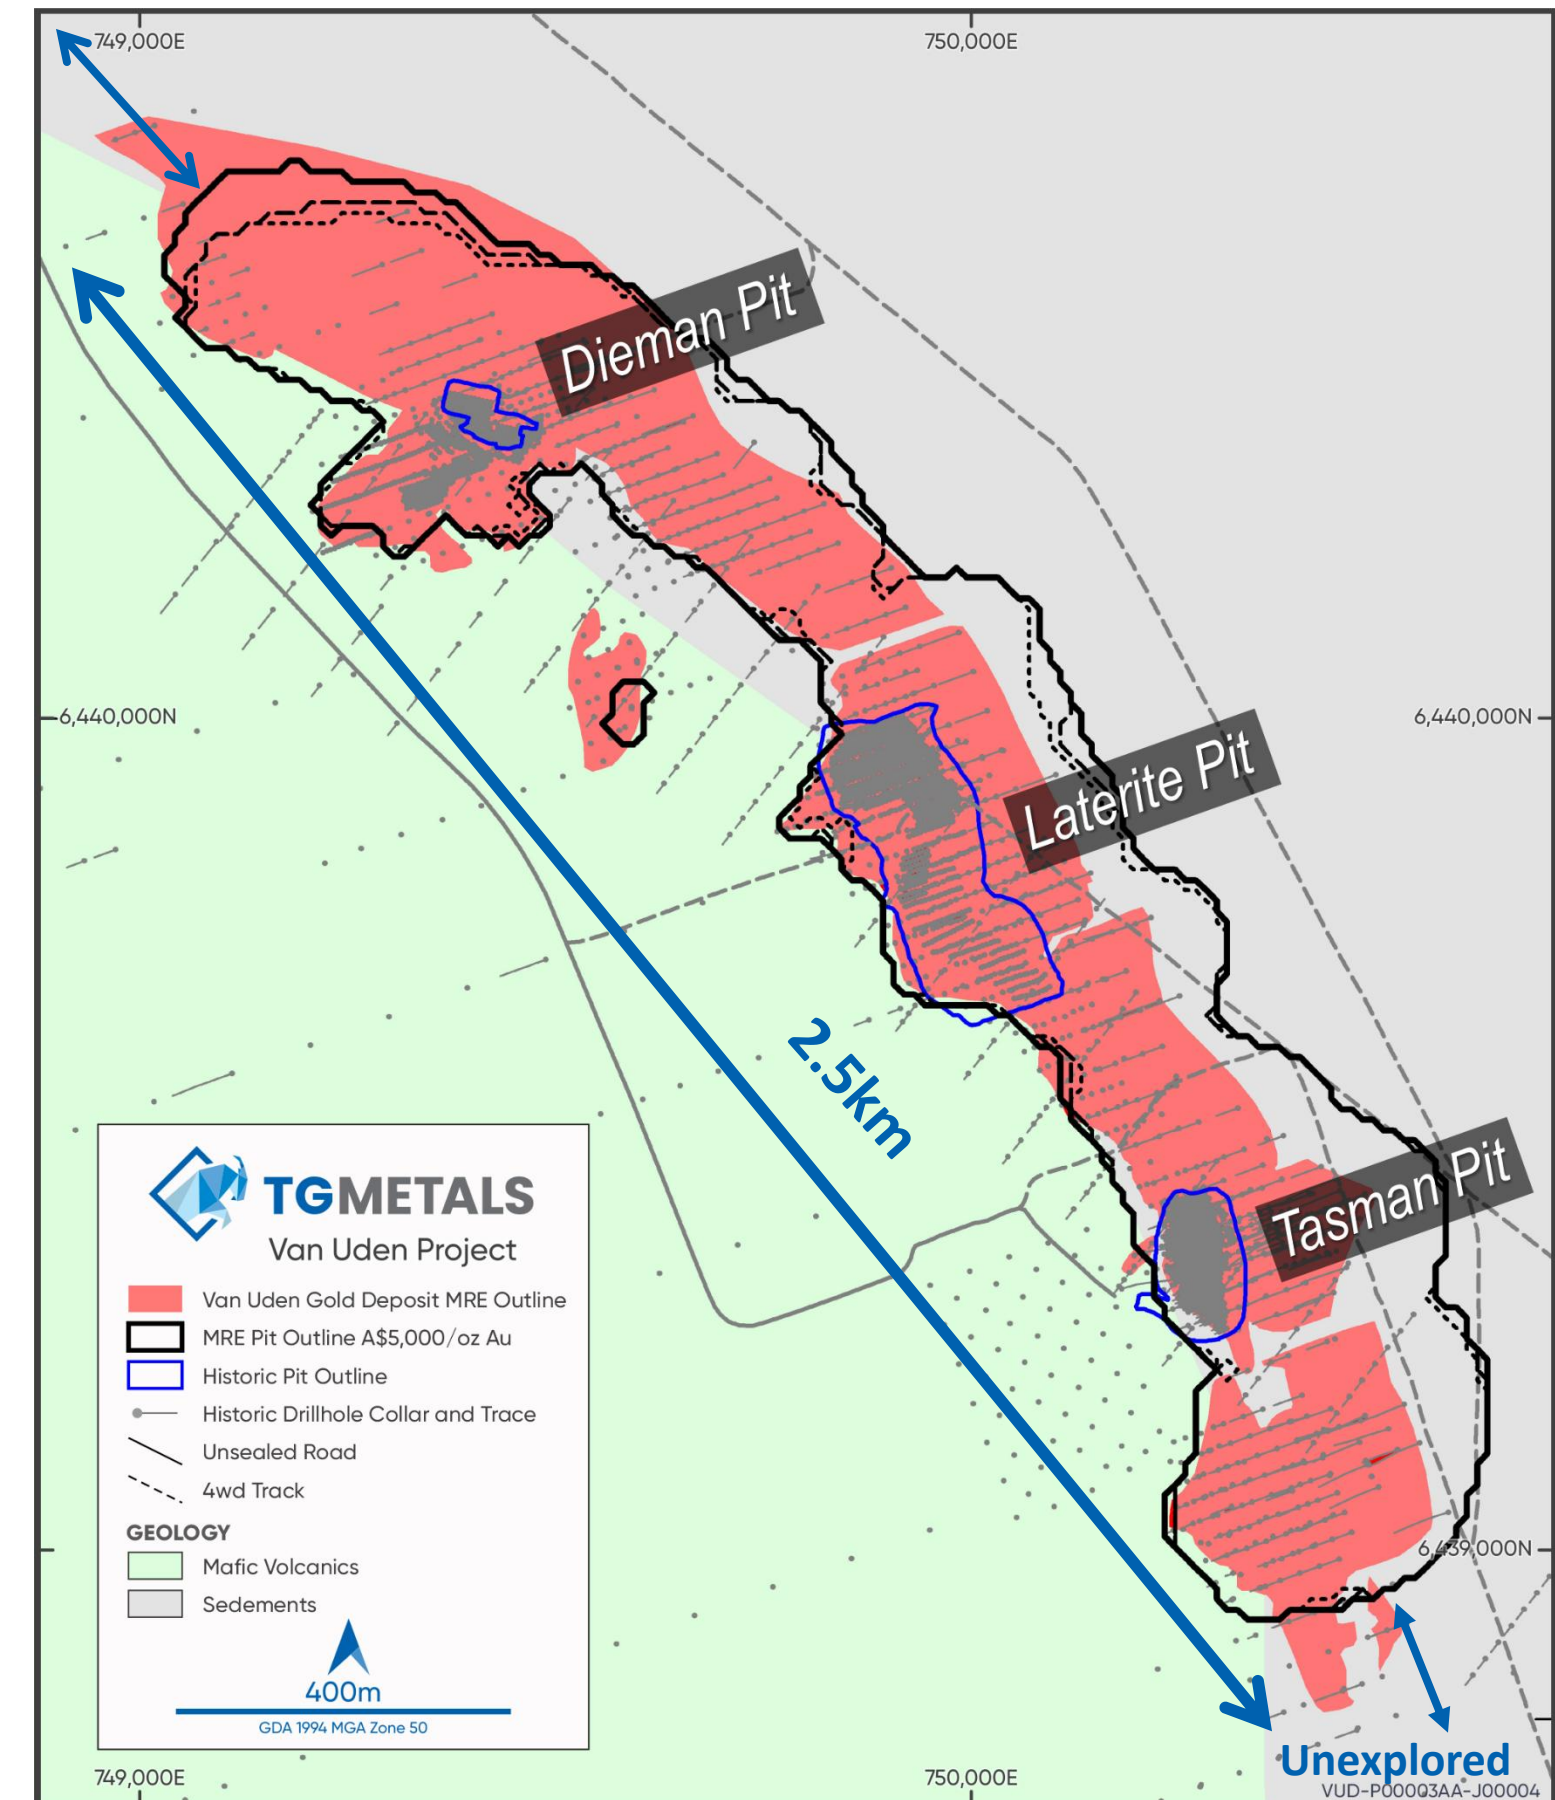 749,000E
750,000E
Dieman Pit
6,440,000N
6,440,000N
Laterite Pit
2.5km
Tasman Pit
TGMETALS
Van Uden Project
Van Uden Gold Deposit MRE Outline
MRE Pit Outline A$5,000/oz Au
Historic Pit Outline
Historic Drillhole Collar and Trace
Unsealed Road
4wd Track
GEOLOGY
Mafic Volcanics
Sedements
400m
GDA 1994 MGA Zone 50
6,439,000N
Unexplored
749,000E
750,000E
VUD-P00003AA-J00004